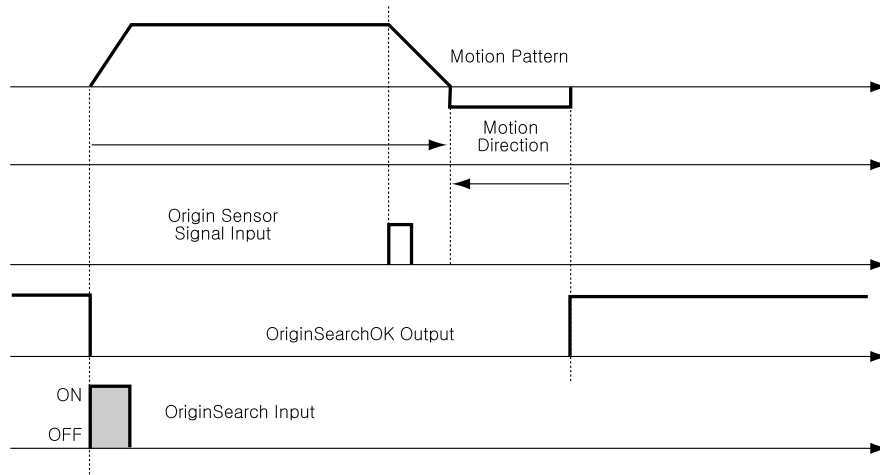 Motion Pattern
Motion
Direction
Origin Sensor
Signal Input
OriginSearchOK Output
ON
OriginSearch Input
OFF